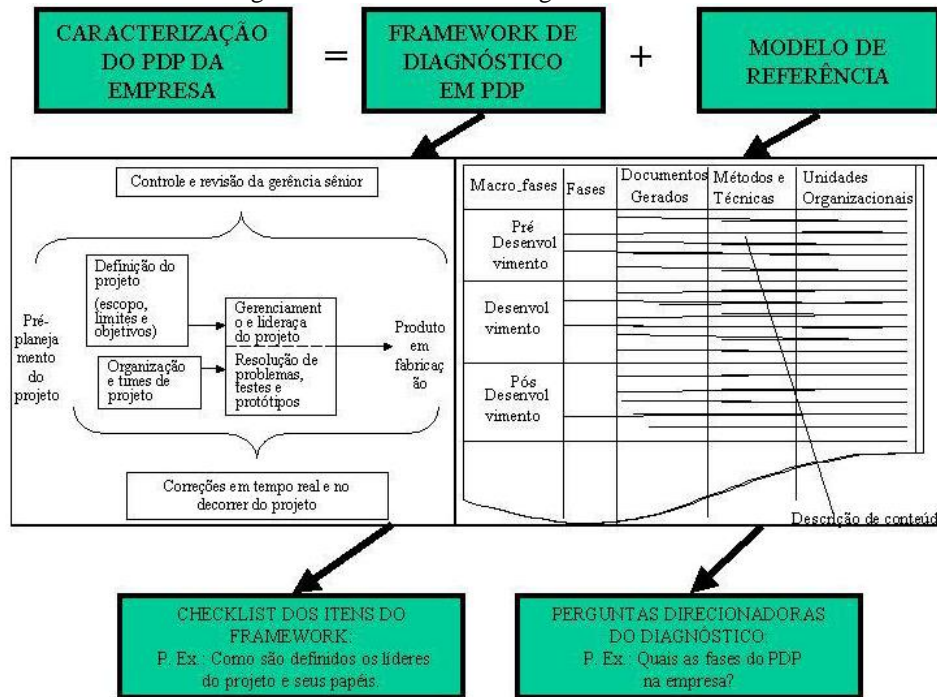 CARACTERIZAÇÃO
DO PDP DA
EMPRESA
=
FRAMEWORK DE
DIAGNÓSTICO
EM PDP
+
MODELO DE
REFERÊNCIA
Controle e revisão da gerência sênior
Pré-
planeja
mento
do
projeto
Definição do
projeto
(escopo,
limites e
objetivos)
Organização
e times de
projeto
Gerenciament
o e lideraça
do projeto
Resolução de
problemas,
testes e
protótipos
Produto
em
fabricaç
ão
Correções em tempo real e no
decorrer do projeto
Macro_fases
Fases
Documentos
Gerados
Métodos e
Técnicas
Unidades
Organizacionais
Pré
Desenvol
vimento
Desenvol
vimento
Pós
Desenvol
vimento
Descrição de conteúd
CHECKLIST DOS ITENS DO
FRAMEWORK:
P. Ex.: Como são definidos os líderes
do projeto e seus papéis.
PERGUNTAS DIRECIONADORAS
DO DIAGNÓSTICO:
P. Ex.: Quais as fases do PDP
na empresa?